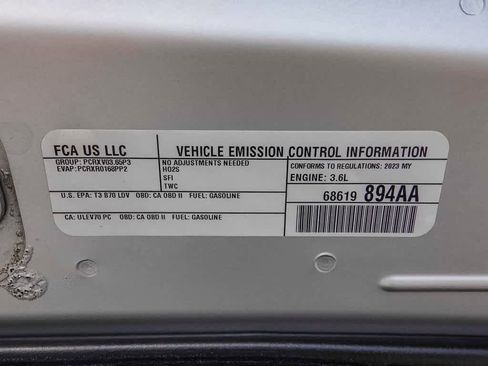 FCA US LLC
VEHICLE EMISSION CONTROL INFORMATION
GROUP: PCRXV03.65P3
EVAP: PCRXR0168PP2
NO ADJUSTMENTS NEEDED
HO2S
SFI
TWC
CONFORMS TO REGULATIONS: 2023 MY
ENGINE: 3.6L
U.S. EPA: T3 B70 LDV OBD: CA OBD II FUEL: GASOLINE
68619 894AA
CA: ULEV70 PC OBD: CA OBD II FUEL: GASOLINE